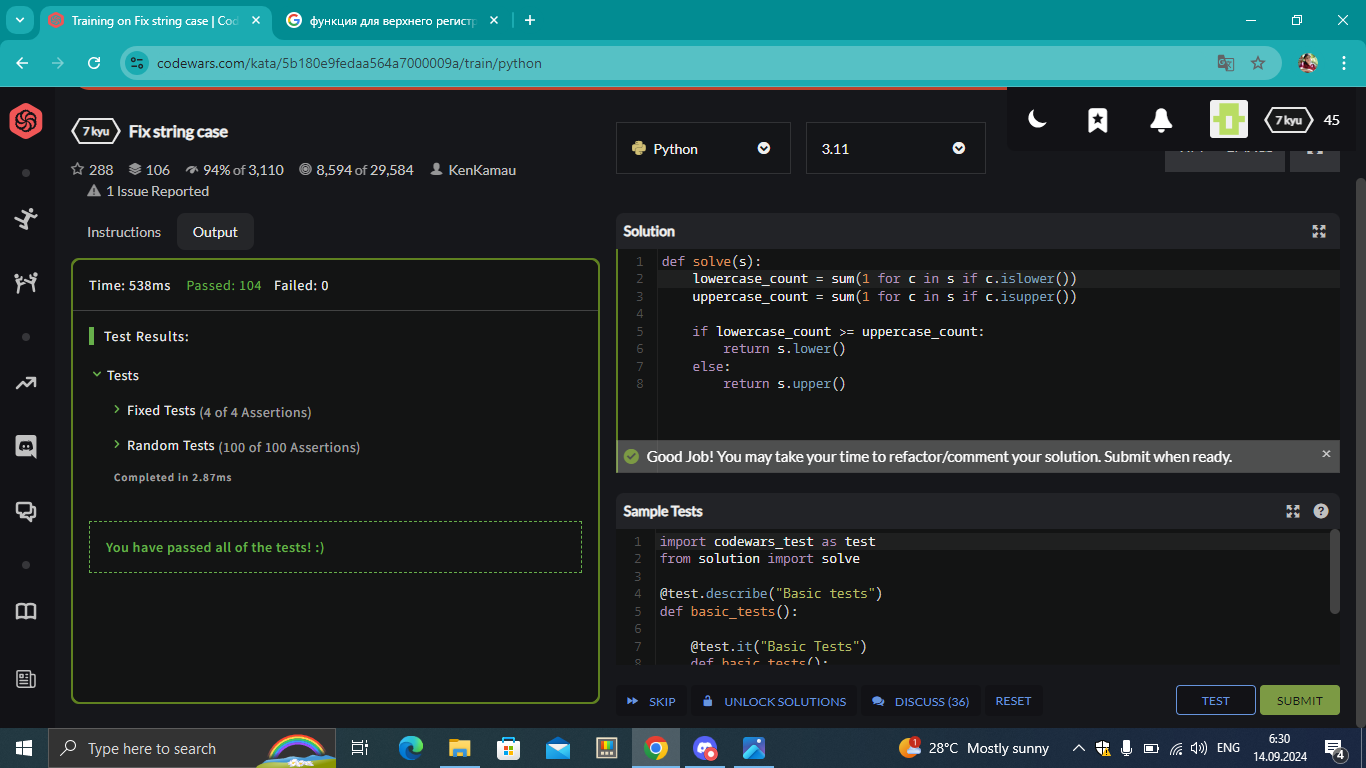 Training on Fix string case | Cod
функция для верхнего регистр
codewars.com/kata/5b180e9fedaa564a7000009a/train/python
7 kyu
45
7 kyu Fix string case
288 106 94% of 3,110 8,594 of 29,584 KenKamau
1 Issue Reported
Python
3.11
Instructions Output
Time: 538ms Passed: 104 Failed: 0
Test Results:
Tests
Fixed Tests (4 of 4 Assertions)
Random Tests (100 of 100 Assertions)
Completed in 2.87ms
You have passed all of the tests! :)
Solution
1 def solve(s):
2 lowercase_count = sum(1 for c in s if c.islower())
3 uppercase_count = sum(1 for c in s if c.isupper())
4
5 if lowercase_count >= uppercase_count:
6 return s.lower()
7 else:
8 return s.upper()
Good Job! You may take your time to refactor/comment your solution. Submit when ready.
Sample Tests
1 import codewars_test as test
2 from solution import solve
3
4 @test.describe("Basic tests")
5 def basic_tests():
6
7 @test.it("Basic Tests")
8 def basic_tests():
SKIP UNLOCK SOLUTIONS DISCUSS (36) RESET
TEST SUBMIT
Type here to search
1
28°C Mostly sunny
ENG
6:30
14.09.2024
4